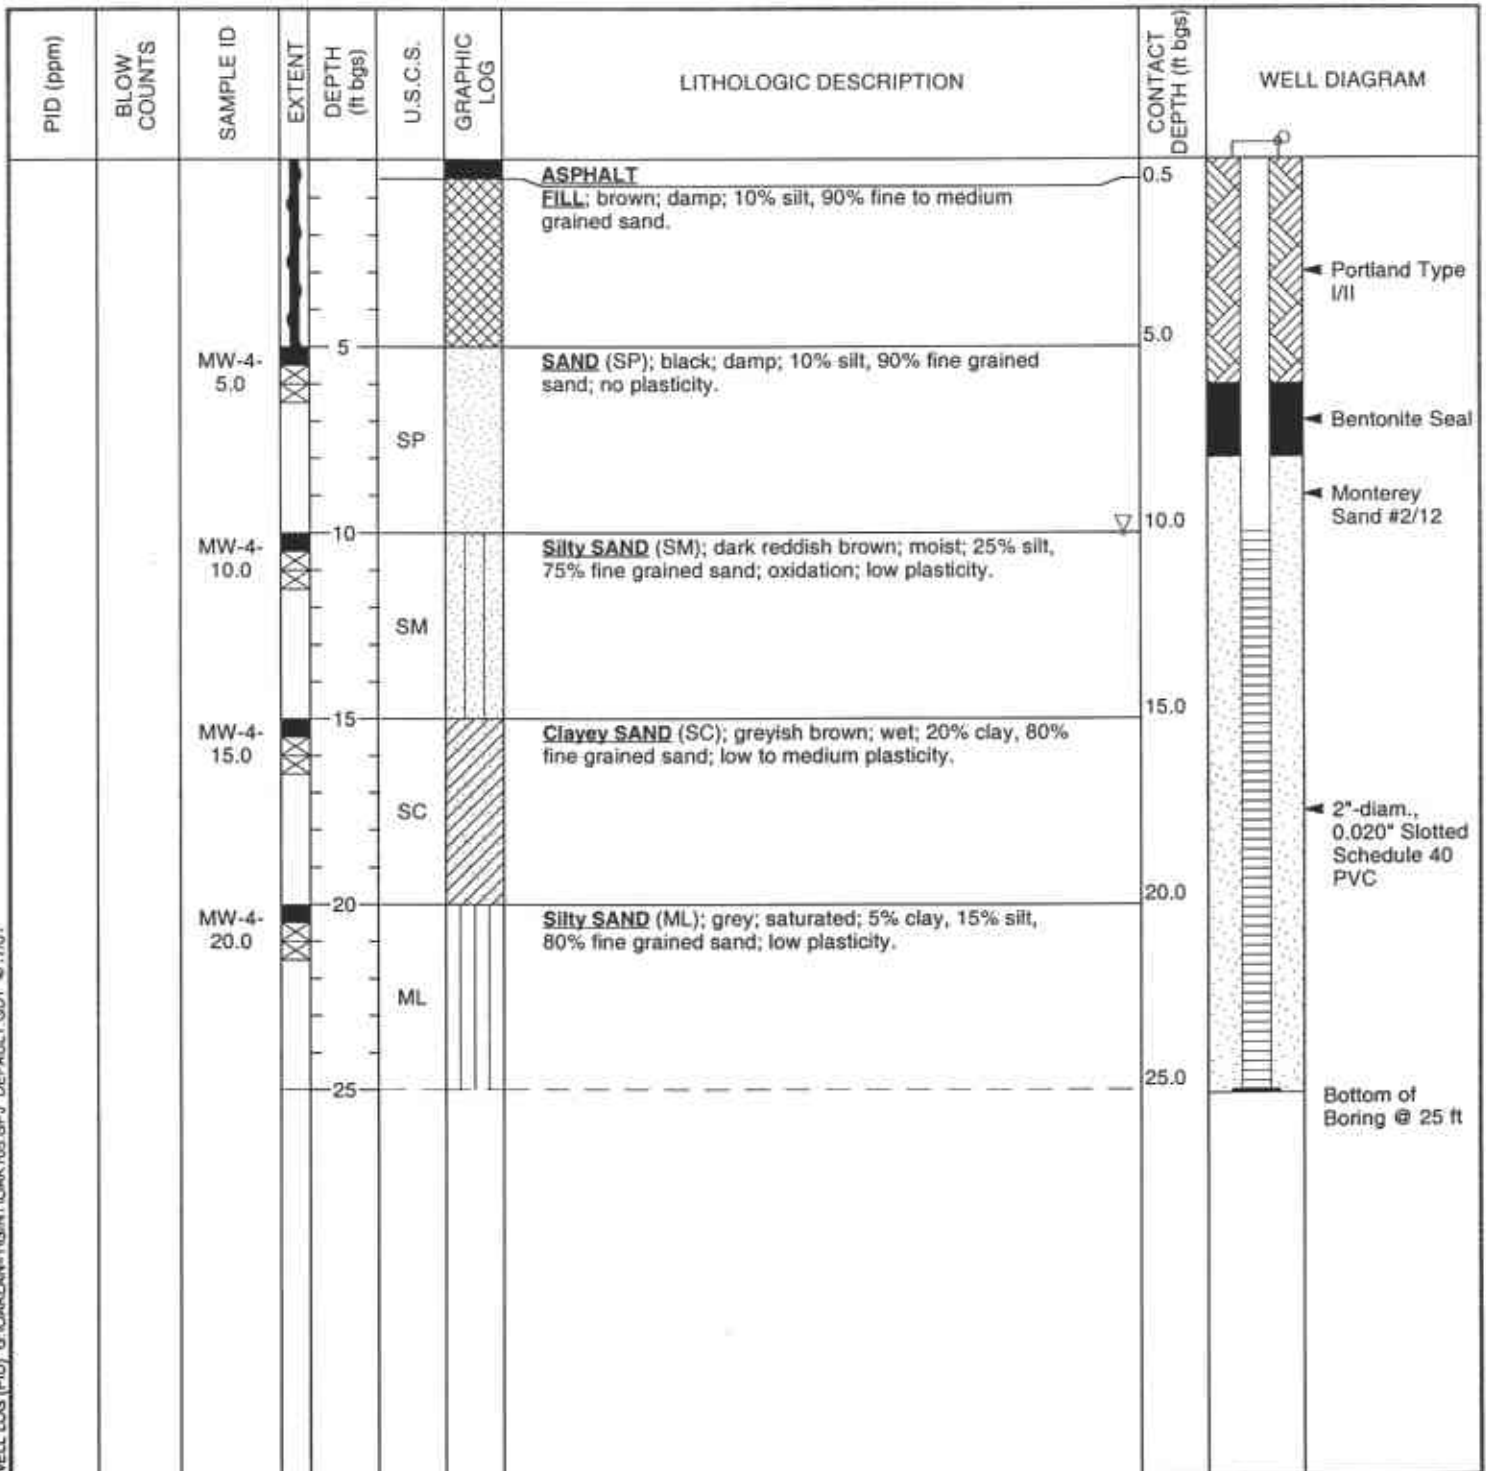 PID (ppm)
BLOW
COUNTS
SAMPLE ID
EXTENT
DEPTH
(ft bgs)
U.S.C.S.
GRAPHIC
LOG
LITHOLOGIC DESCRIPTION
CONTACT
DEPTH (ft bgs)
WELL DIAGRAM
ASPHALT
0.5
FILL; brown; damp; 10% silt, 90% fine to medium
grained sand.
Portland Type
I/II
5.0
MW-4-
5.0
5
SAND (SP); black; damp; 10% silt, 90% fine grained
sand; no plasticity.
SP
Bentonite Seal
Monterey
Sand #2/12
10.0
MW-4-
10.0
10
Silty SAND (SM); dark reddish brown; moist; 25% silt,
75% fine grained sand; oxidation; low plasticity.
SM
15.0
MW-4-
15.0
15
Clayey SAND (SC); greyish brown; wet; 20% clay, 80%
fine grained sand; low to medium plasticity.
SC
2"-diam.,
0.020" Slotted
Schedule 40
PVC
20.0
MW-4-
20.0
20
Silty SAND (ML); grey; saturated; 5% clay, 15% silt,
80% fine grained sand; low plasticity.
ML
25.0
25
Bottom of
Boring @ 25 ft
WELL LOG (PID)
DEFAULT.GDT